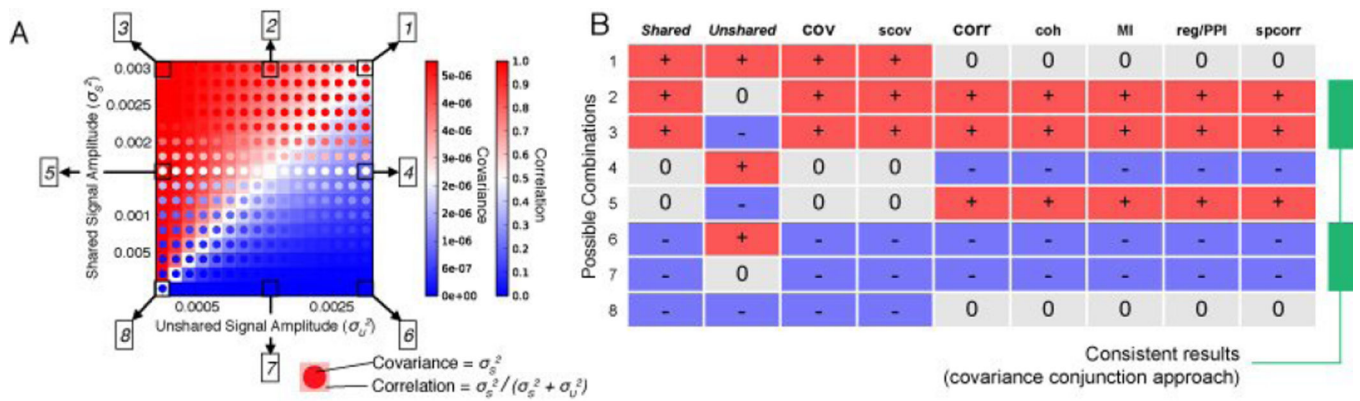 A
3
2
1
0.003
0.0025
0.002
0.001
0.005
5
4
Shared Signal Amplitude (σs²)
5e-06
4e-06
4e-06
3e-06
2e-06
2e-06
1e-06
6e-07
0e+00
Covariance
1.0
0.9
0.8
0.7
0.6
0.5
0.4
0.3
0.2
0.1
0.0
Correlation
0.0005 0.0025
Unshared Signal Amplitude (σu²)
8
7
6
Covariance = σs²
Correlation = σs²/(σs² + σu²)
B
Shared Unshared cov scov corr coh MI reg/PPI spcorr
Possible Combinations
1 + + + + 0 0 0 0 0
2 + 0 + + + + + + +
3 + - + + + + + + +
4 0 + 0 0 - - - - -
5 0 - 0 0 + + + + +
6 - + - - - - - - -
7 - 0 - - - - - - -
8 - - - - 0 0 0 0 0
Consistent results
(covariance conjunction approach)